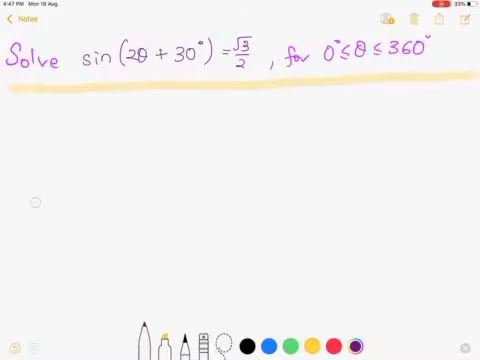 4:47 PM Mon 19 Aug
33%
Notes
Solve sin(2θ + 30°) = √3/2 , for 0° ≤ θ ≤ 360°